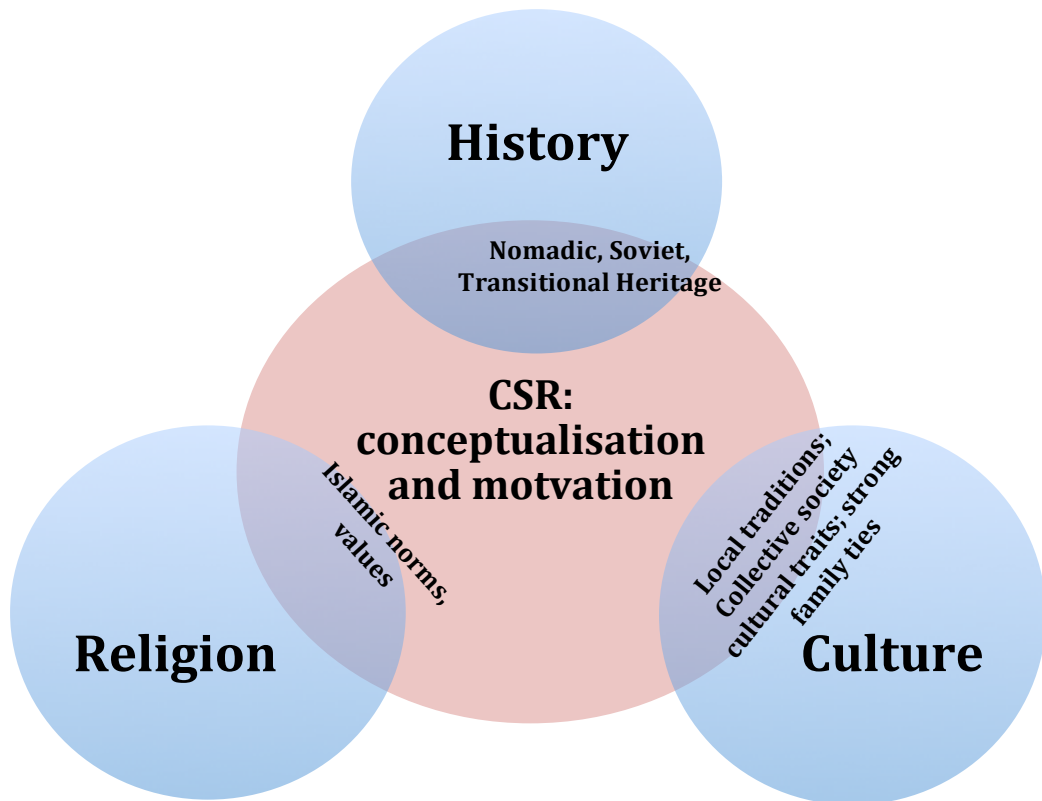 History
Nomadic, Soviet,
Transitional Heritage
CSR:
conceptualisation
and motvation
Islamic norms,
values
Religion
Local traditions;
Collective society
cultural traits; strong
family ties
Culture